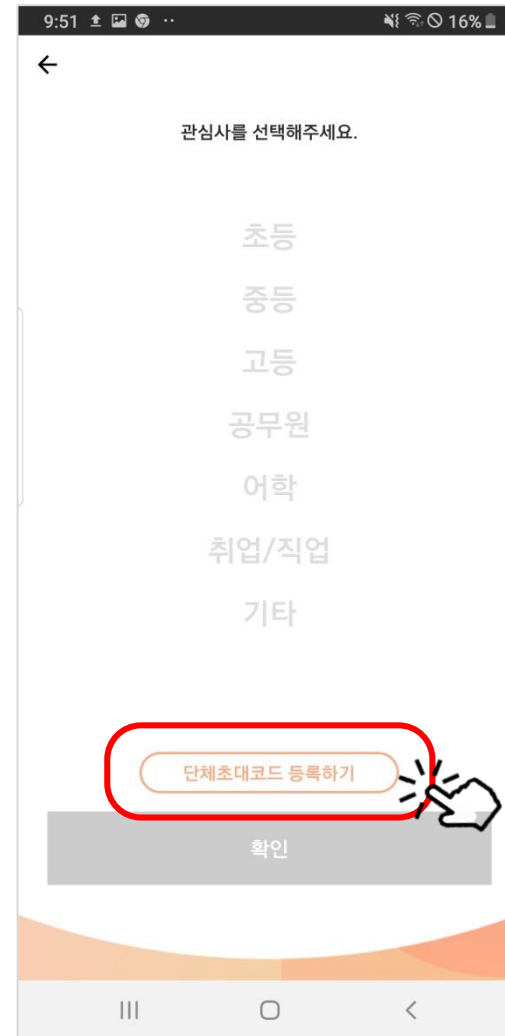 9:51 16%
관심사를 선택해주세요.
초등
중등
고등
공무원
어학
취업/직업
기타
단체초대코드 등록하기
확인